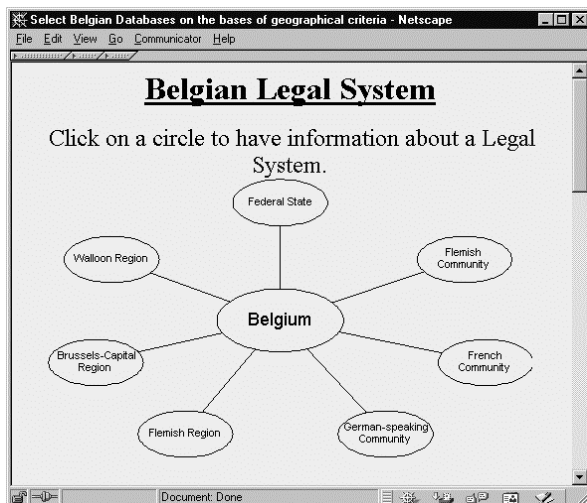 Select Belgian Databases on the bases of geographical criteria - Netscape
File Edit View Go Communicator Help
Belgian Legal System
Click on a circle to have information about a Legal
System.
Federal State
Walloon Region
Flemish
Community
Belgium
Brussels-Capital
Region
French
Community
Flemish Region
German-speaking
Community
Document: Done